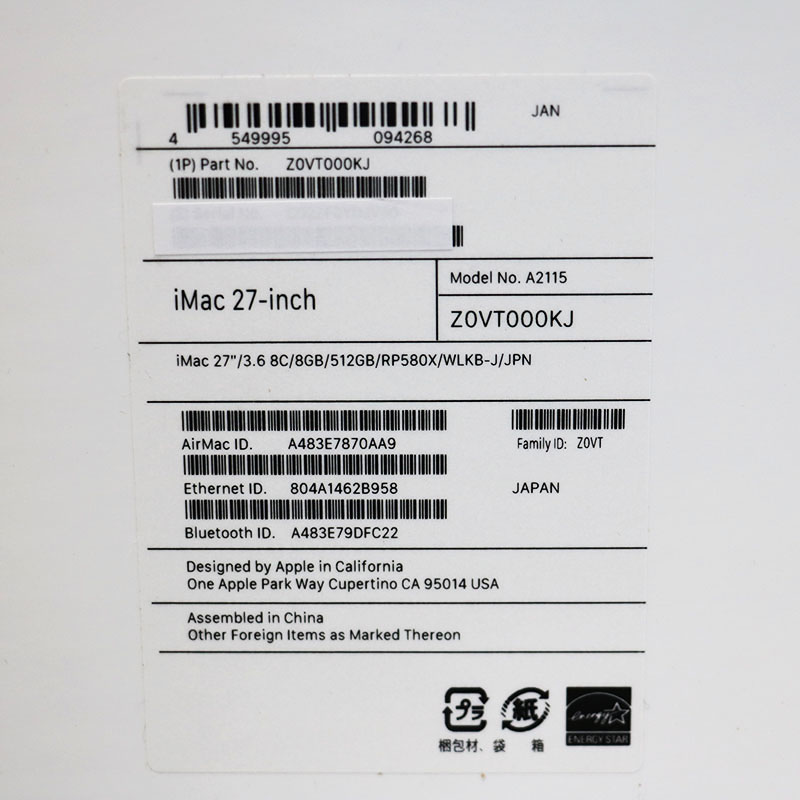 JAN
4 549995 094268
(1P) Part No. Z0VT000KJ
iMac 27-inch
Model No. A2115
Z0VT000KJ
iMac 27"/3.6 8C/8GB/512GB/RP580X/WLKB-J/JPN
AirMac ID. A483E7870AA9
Family ID: Z0VT
Ethernet ID. 804A1462B958
JAPAN
Bluetooth ID. A483E79DFC22
Designed by Apple in California
One Apple Park Way Cupertino CA 95014 USA
Assembled in China
Other Foreign Items as Marked Thereon
プラ 紙 energy
梱包材、袋 箱 ENERGY STAR